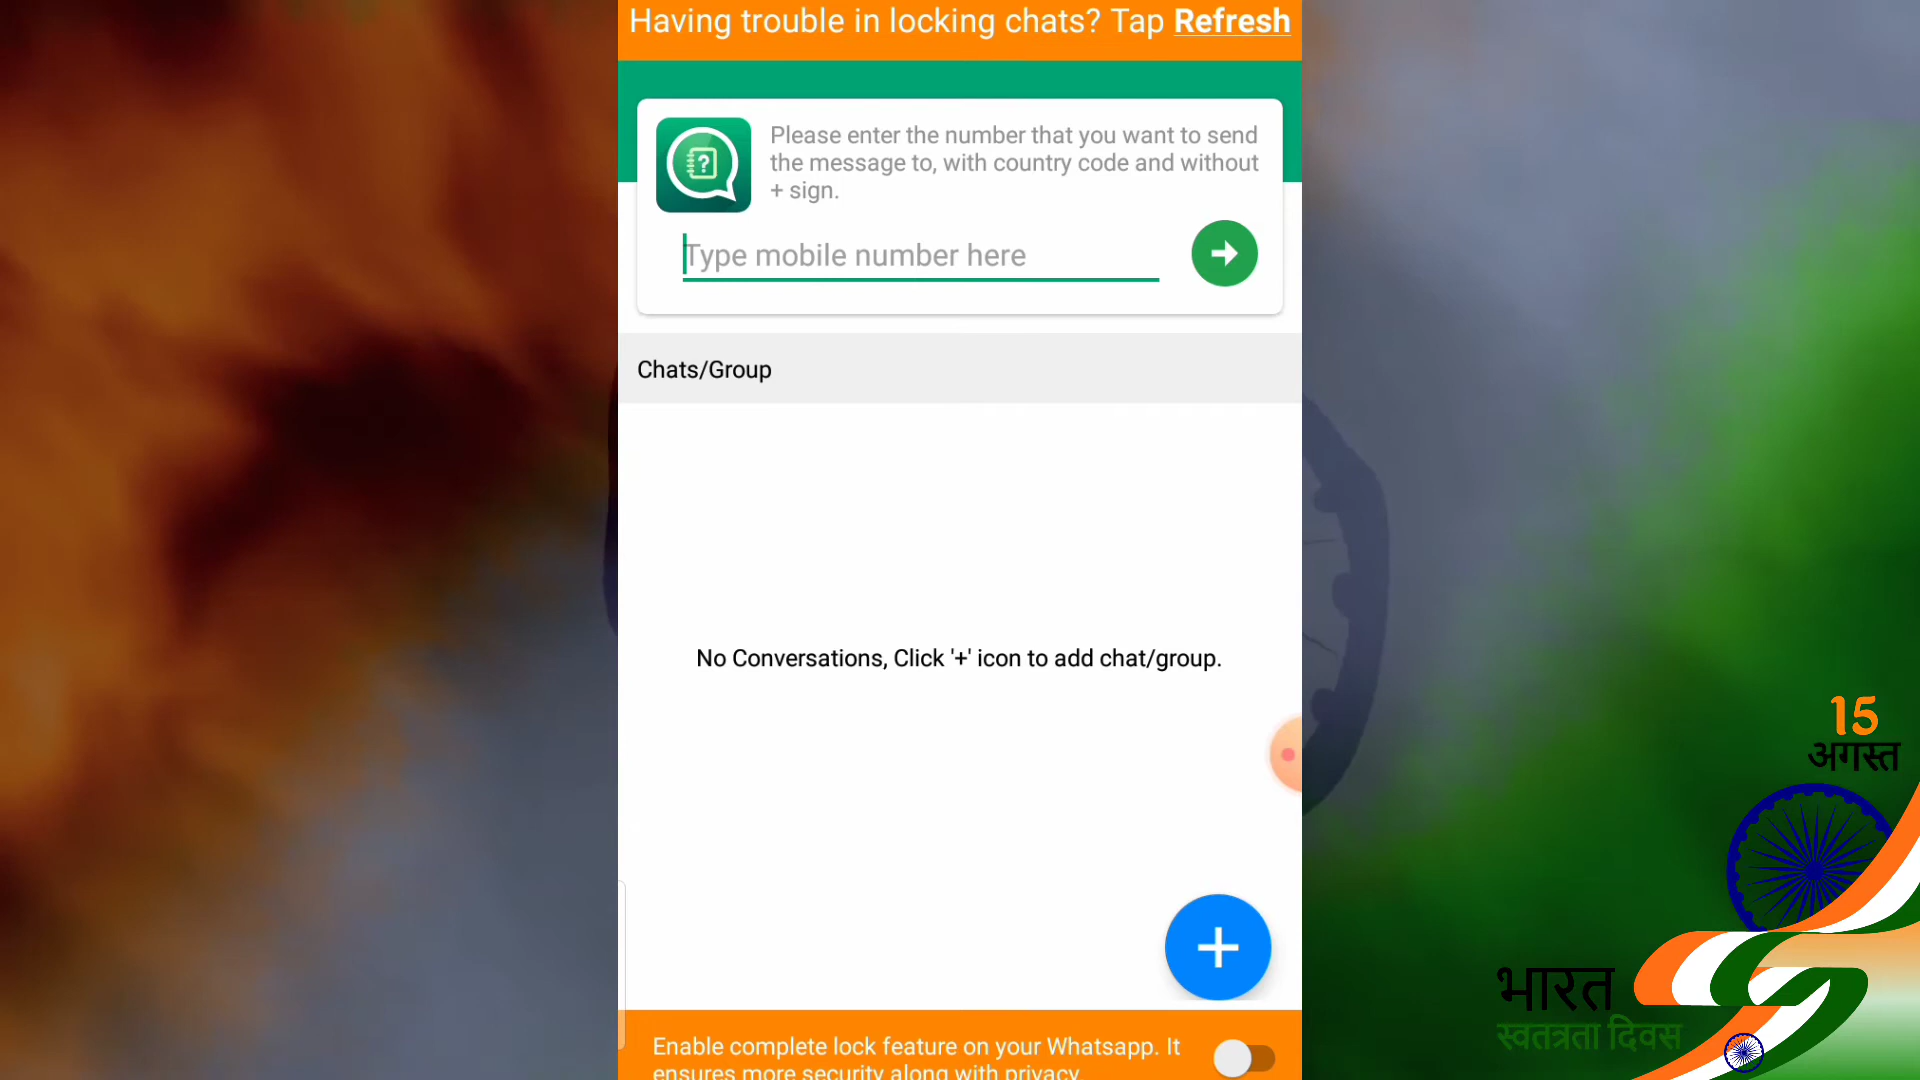 Having trouble in locking chats? Tap Refresh
Please enter the number that you want to send
the message to, with country code and without
+ sign.
Type mobile number here
Chats/Group
No Conversations, Click '+' icon to add chat/group.
15
अगस्त
भारत
स्वतत्रता दिवस
Enable complete lock feature on your Whatsapp. It
ensures more security along with privacy